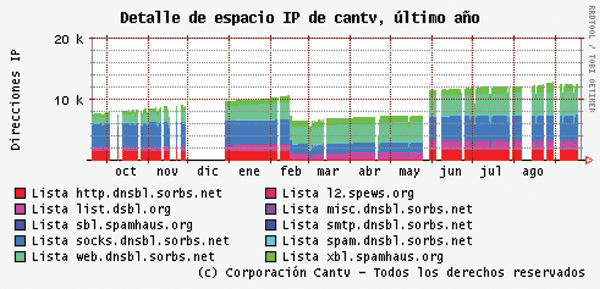 Detalle de espacio IP de cantv, último año
RRDTOOL / TOBI OETIKER
Direcciones IP
20 k
10 k
oct nov dic ene feb mar abr may jun jul ago
Lista http.dnsbl.sorbs.net Lista l2.spews.org
Lista list.dsbl.org Lista misc.dnsbl.sorbs.net
Lista sbl.spamhaus.org Lista smtp.dnsbl.sorbs.net
Lista socks.dnsbl.sorbs.net Lista spam.dnsbl.sorbs.net
Lista web.dnsbl.sorbs.net Lista xbl.spamhaus.org
(c) Corporación Cantv - Todos los derechos reservados